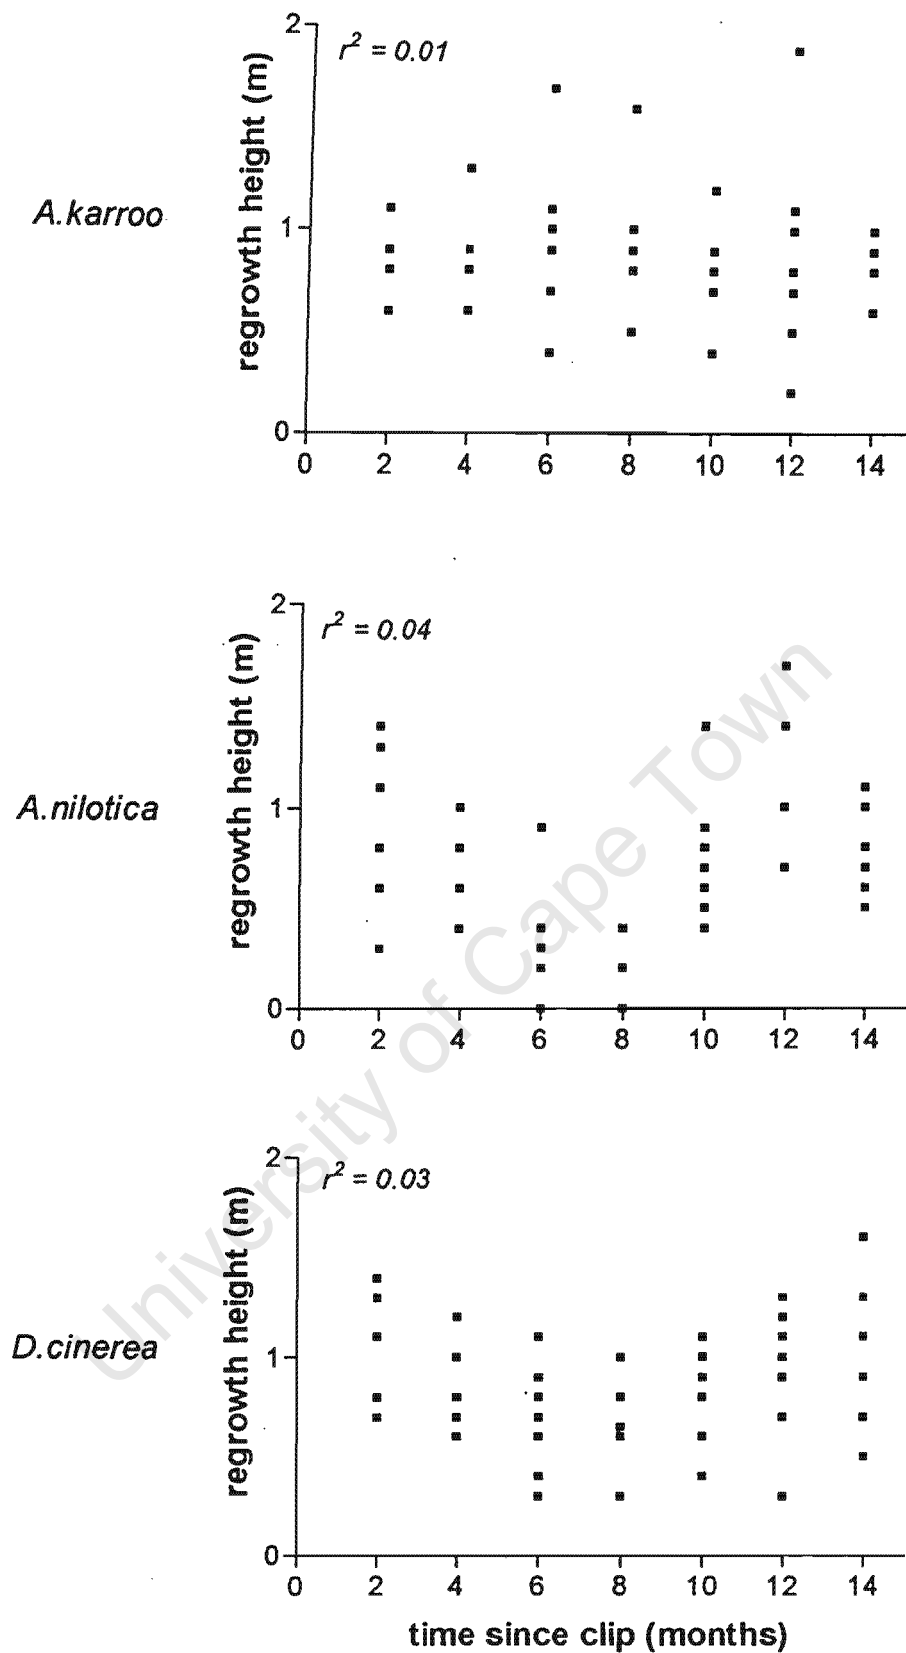 2
r² = 0.01
A.karroo
regrowth height (m)
1
0
0 2 4 6 8 10 12 14
2
r² = 0.04
A.nilotica
regrowth height (m)
1
0
0 2 4 6 8 10 12 14
2
r² = 0.03
D.cinerea
regrowth height (m)
1
0
0 2 4 6 8 10 12 14
time since clip (months)
University of Cape Town